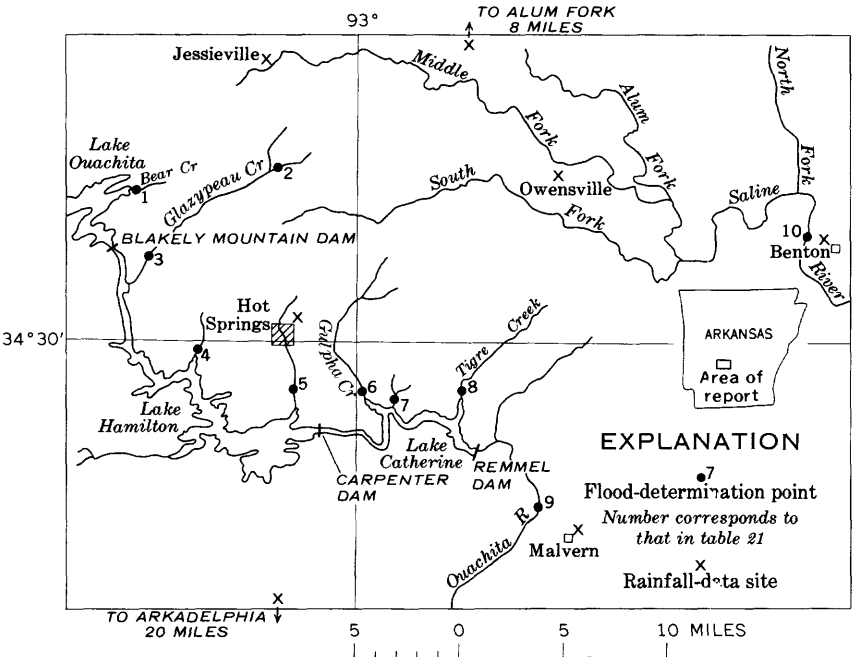 TO ALUM FORK
8 MILES
93°
Jessieville
Middle
Fork
Alum
Fork
North
Fork
Lake
Ouachita
Bear Cr
1
Glazypeau Cr
2
South
Fork
Owensville
Saline
River
10
Benton
BLAKELY MOUNTAIN DAM
3
Hot
Springs
34°30'
4
5
Gulpha Cr
6
7
Tigre Creek
8
ARKANSAS
Area of
report
Lake
Hamilton
Lake
Catherine
CARPENTER
DAM
REMMEL
DAM
9
Ouachita R
Malvern
EXPLANATION
7
Flood-determination point
Number corresponds to
that in table 21
Rainfall-data site
TO ARKADELPHIA
20 MILES
5 0 5 10 MILES